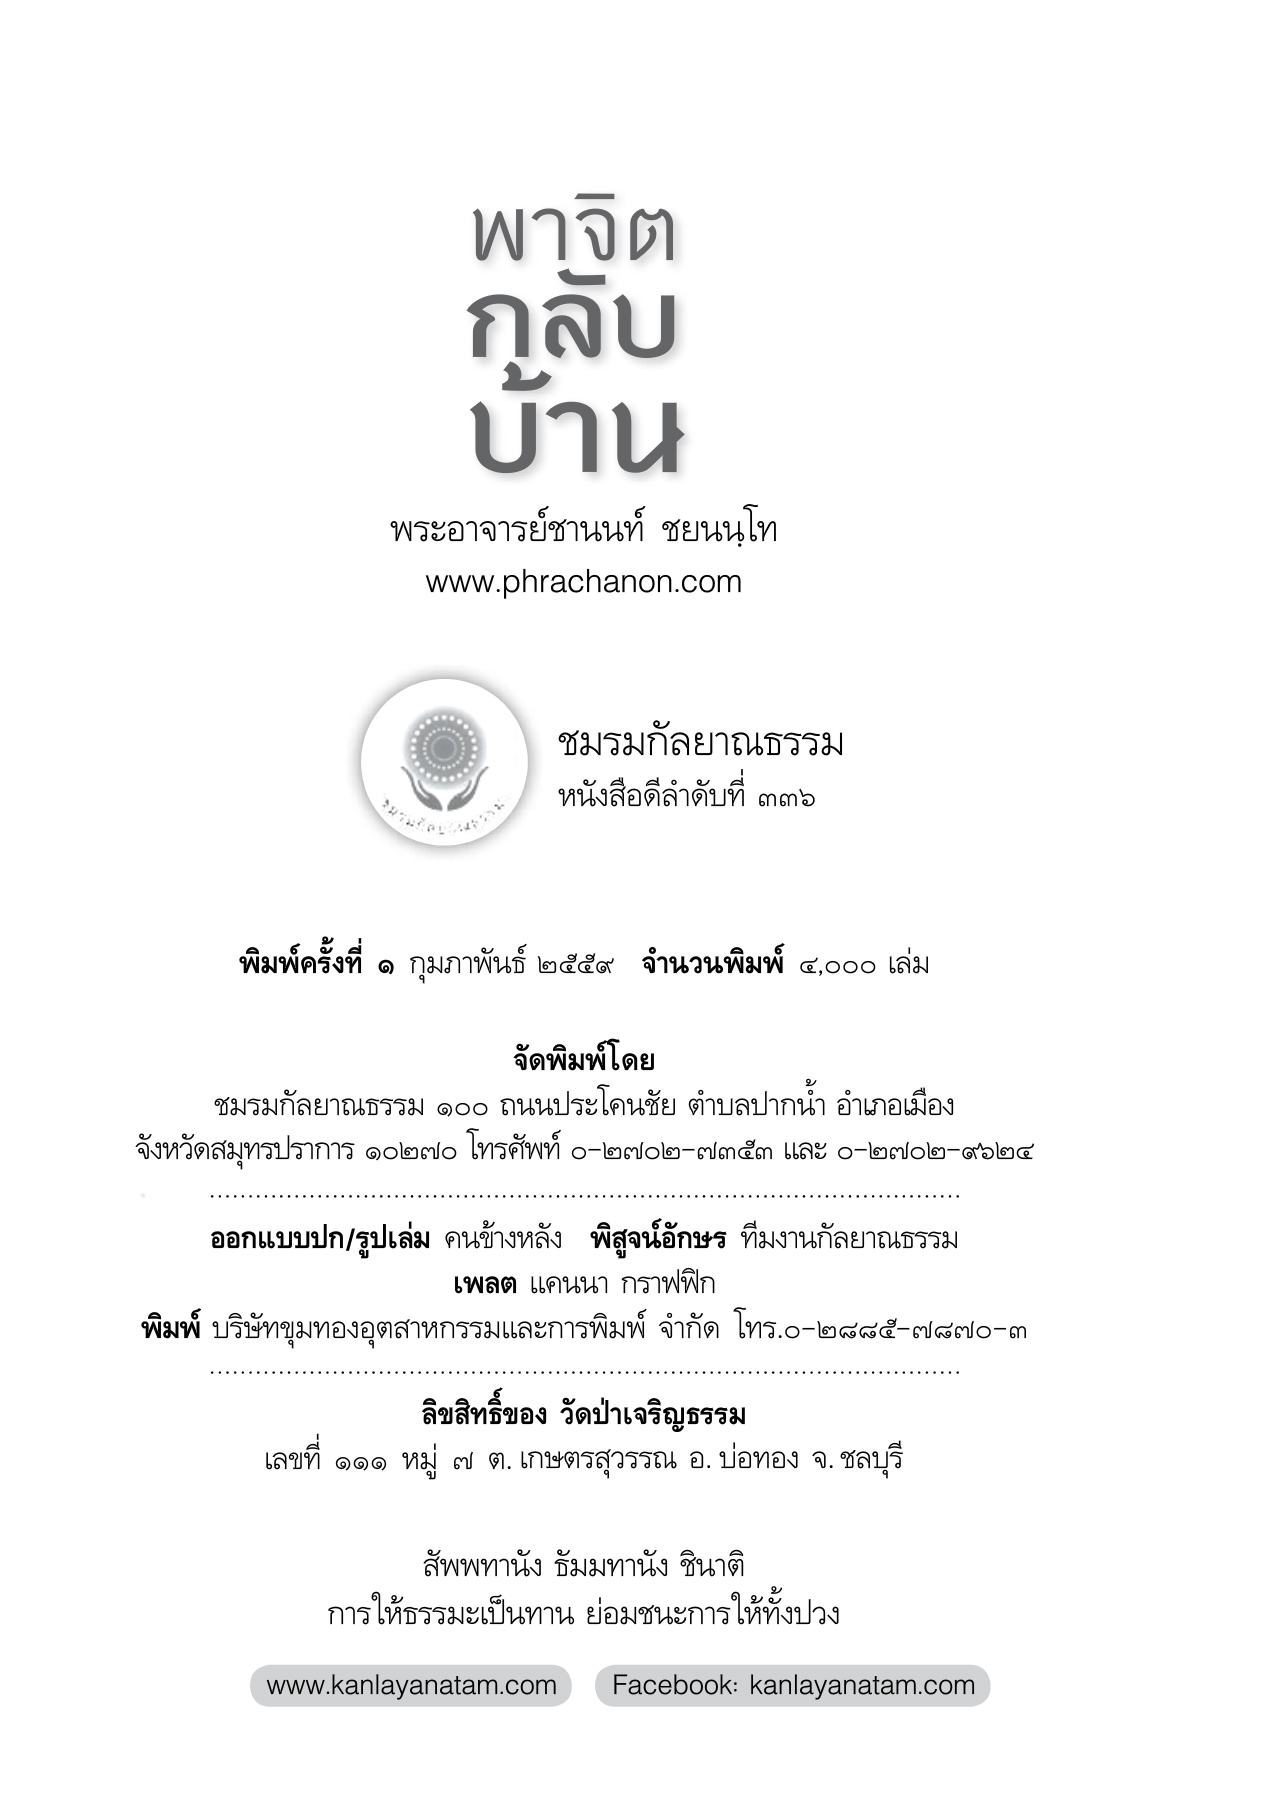 พาจิต
กลับ
บ้าน
พระอาจารย์ชานนท์ ชยนนฺโท
www.phrachanon.com
ชมรมกัลยาณธรรม
หนังสือดีลำดับที่ ๓๓๖
ชมรมกัลยาณธรรม
พิมพ์ครั้งที่ ๑ กุมภาพันธ์ ๒๕๕๙ จำนวนพิมพ์ ๔,๐๐๐ เล่ม
จัดพิมพ์โดย
ชมรมกัลยาณธรรม ๑๐๐ ถนนประโคนชัย ตำบลปากน้ำ อำเภอเมือง
จังหวัดสมุทรปราการ ๑๐๒๗๐ โทรศัพท์ ๐-๒๗๐๒-๗๓๕๓ และ ๐-๒๗๐๒-๙๖๒๔
ออกแบบปก/รูปเล่ม คนข้างหลัง พิสูจน์อักษร ทีมงานกัลยาณธรรม
เพลต แคนนา กราฟฟิก
พิมพ์ บริษัทขุมทองอุตสาหกรรมและการพิมพ์ จำกัด โทร.๐-๒๘๘๕-๗๘๗๐-๓
ลิขสิทธิ์ของ วัดป่าเจริญธรรม
เลขที่ ๑๑๑ หมู่ ๗ ต. เกษตรสุวรรณ อ. บ่อทอง จ. ชลบุรี
สัพพทานัง ธัมมทานัง ชินาติ
การให้ธรรมะเป็นทาน ย่อมชนะการให้ทั้งปวง
www.kanlayanatam.com Facebook: kanlayanatam.com